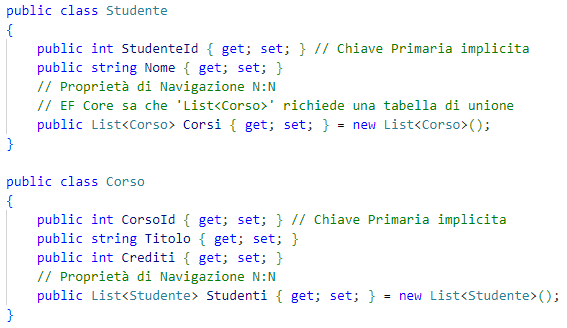 public class Studente
{
    public int StudenteId { get; set; } // Chiave Primaria implicita
    public string Nome { get; set; }
    // Proprietà di Navigazione N:N
    // EF Core sa che 'List<Corso>' richiede una tabella di unione
    public List<Corso> Corsi { get; set; } = new List<Corso>();
}

public class Corso
{
    public int CorsoId { get; set; } // Chiave Primaria implicita
    public string Titolo { get; set; }
    public int Crediti { get; set; }
    // Proprietà di Navigazione N:N
    public List<Studente> Studenti { get; set; } = new List<Studente>();
}